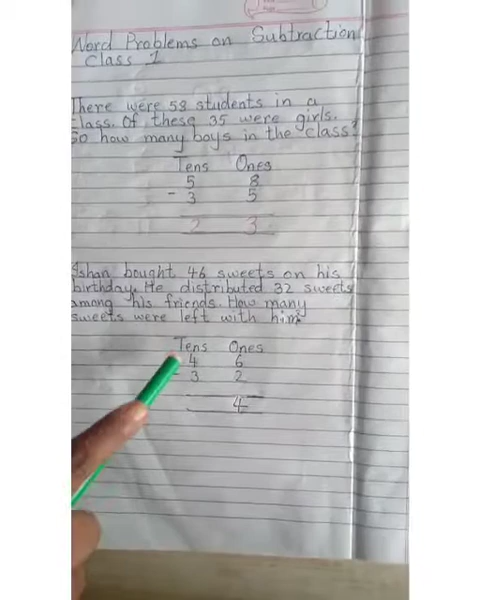 Word Problems on Subtraction
Class 1
There were 58 students in a
class. Of these 35 were girls.
So how many boys in the class?
Tens Ones
5 8
- 3 5
2 3
Ishan bought 46 sweets on his
birthday. He distributed 32 sweets
among his friends. How many
sweets were left with him?
Tens Ones
4 6
- 3 2
4